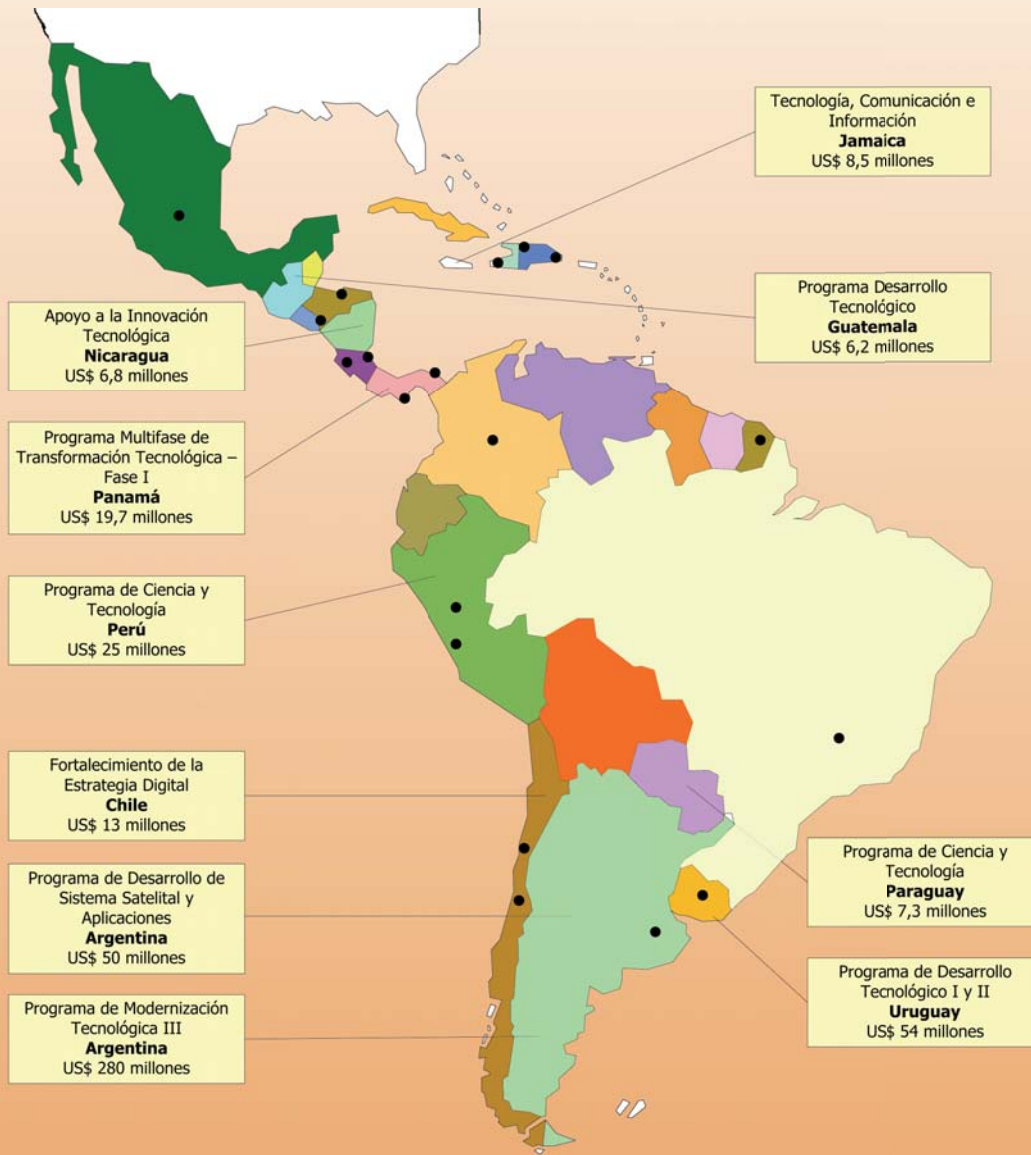 Tecnología, Comunicación e
Información
Jamaica
US$ 8,5 millones
Programa Desarrollo
Tecnológico
Guatemala
US$ 6,2 millones
Apoyo a la Innovación
Tecnológica
Nicaragua
US$ 6,8 millones
Programa Multifase de
Transformación Tecnológica –
Fase I
Panamá
US$ 19,7 millones
Programa de Ciencia y
Tecnología
Perú
US$ 25 millones
Fortalecimiento de la
Estrategia Digital
Chile
US$ 13 millones
Programa de Desarrollo de
Sistema Satelital y
Aplicaciones
Argentina
US$ 50 millones
Programa de Modernización
Tecnológica III
Argentina
US$ 280 millones
Programa de Ciencia y
Tecnología
Paraguay
US$ 7,3 millones
Programa de Desarrollo
Tecnológico I y II
Uruguay
US$ 54 millones